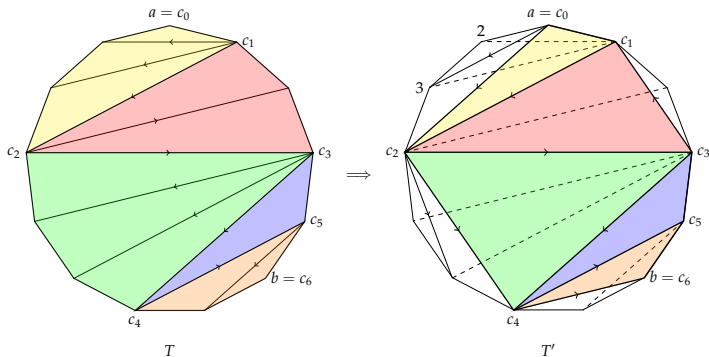 a = c₀
c₁
c₂
c₃
c₅
b = c₆
c₄
T
⟹
a = c₀
2
c₁
3
c₂
c₃
c₅
b = c₆
c₄
T′